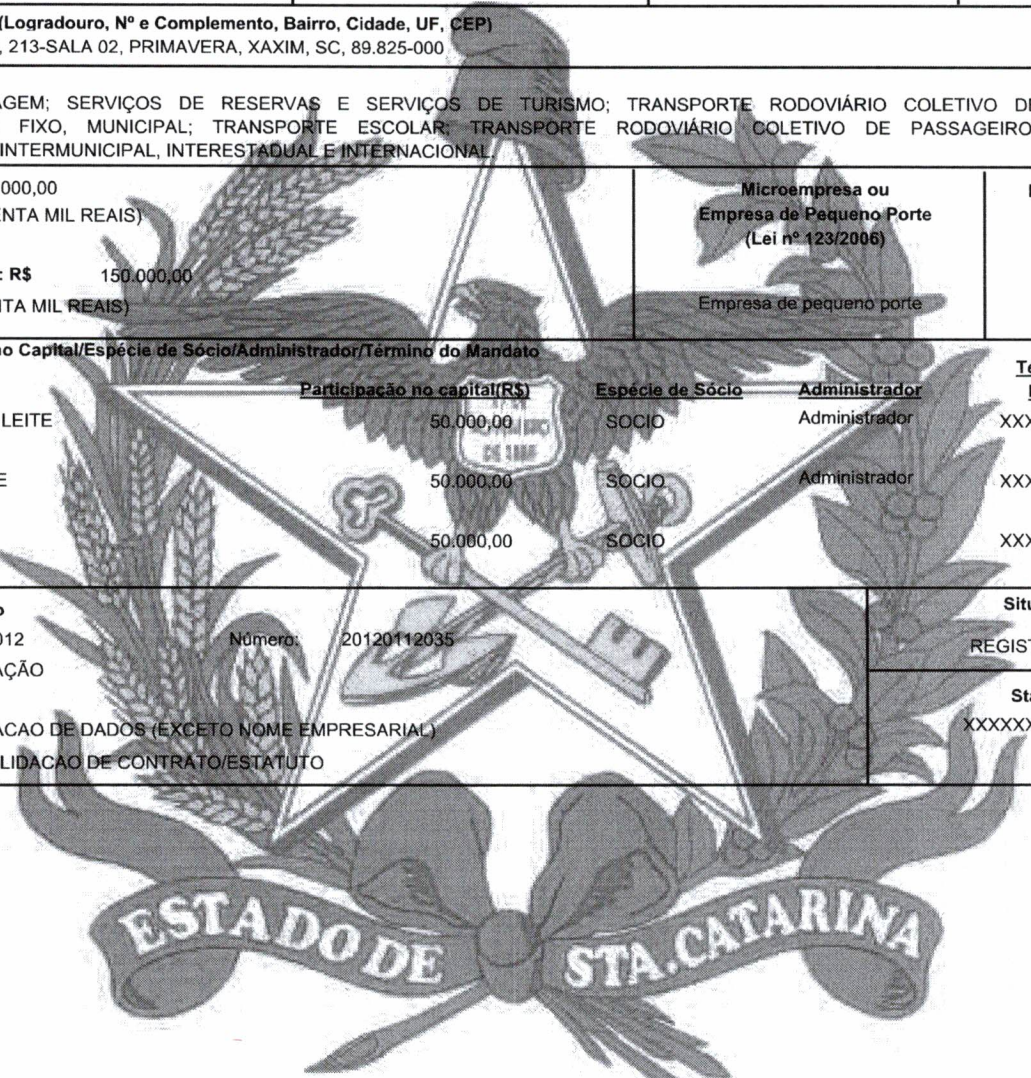 (Logradouro, Nº e Complemento, Bairro, Cidade, UF, CEP)
, 213-SALA 02, PRIMAVERA, XAXIM, SC, 89.825-000
AGEM; SERVIÇOS DE RESERVAS E SERVIÇOS DE TURISMO; TRANSPORTE RODOVIÁRIO COLETIVO DE
FIXO, MUNICIPAL; TRANSPORTE ESCOLAR; TRANSPORTE RODOVIÁRIO COLETIVO DE PASSAGEIRO
INTERMUNICIPAL, INTERESTADUAL E INTERNACIONAL.
000,00
ENTA MIL REAIS)
Microempresa ou
Empresa de Pequeno Porte
(Lei nº 123/2006)
: R$ 150.000,00
NTA MIL REAIS)
Empresa de pequeno porte
no Capital/Espécie de Sócio/Administrador/Término do Mandato
Participação no capital(R$) Espécie de Sócio Administrador Te
LEITE 50.000,00 SOCIO Administrador XXX
E 50.000,00 SOCIO Administrador XXX
50.000,00 SOCIO XXX
o
012 Número: 20120112035
AÇÃO
ACAO DE DADOS (EXCETO NOME EMPRESARIAL)
LIDACAO DE CONTRATO/ESTATUTO
Situ
REGIST
Sta
XXXXXX
DE 1889
ESTADO DE STA.CATARINA